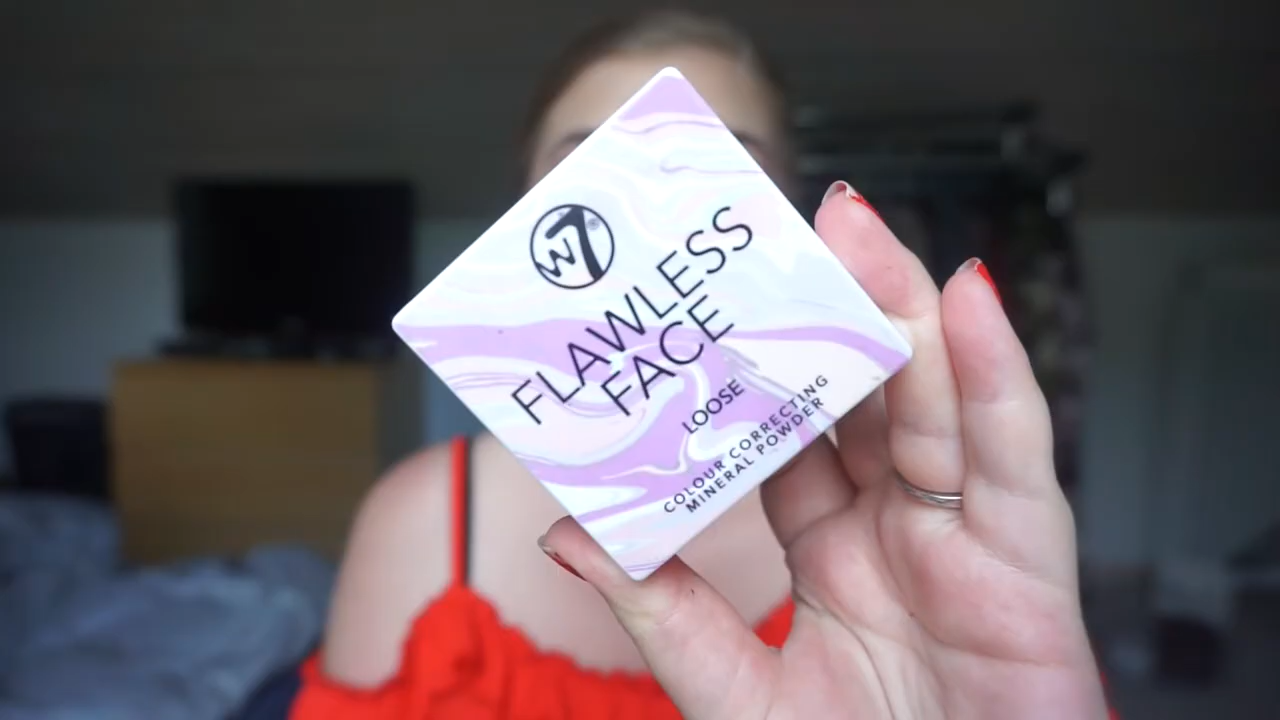 W7
FLAWLESS
FACE
LOOSE
COLOUR CORRECTING
MINERAL POWDER